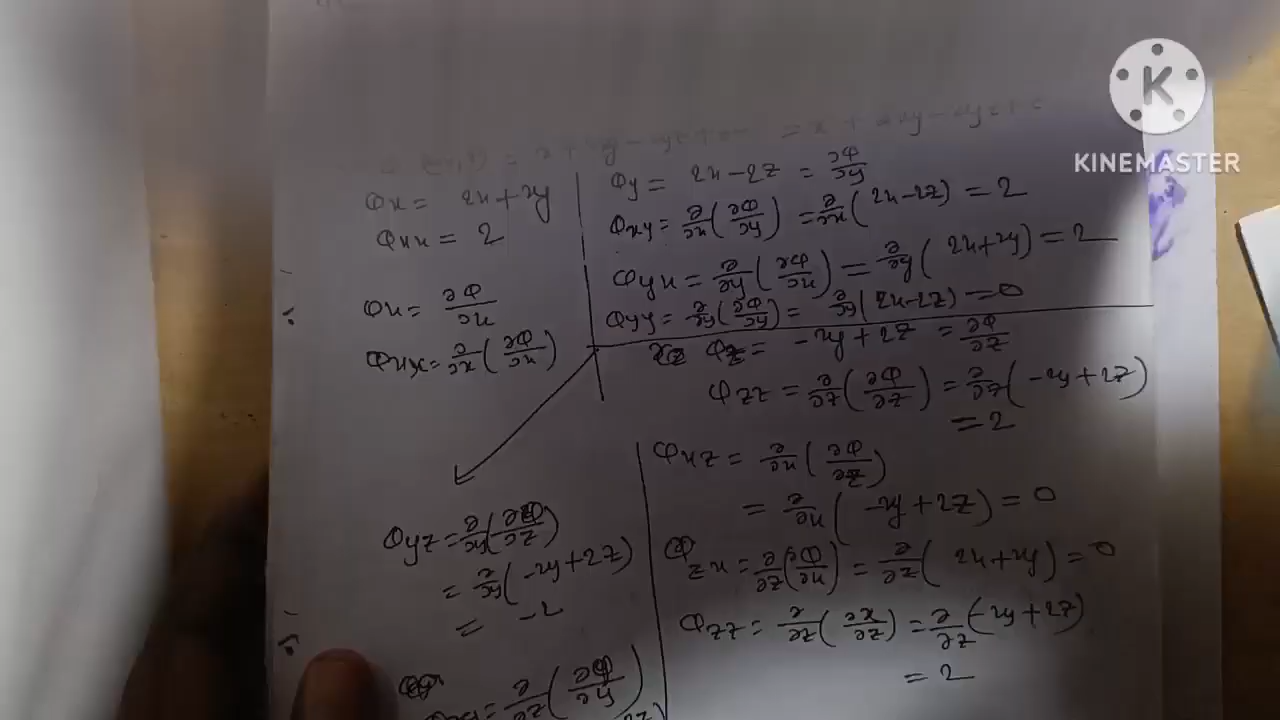 φx = 2x+2y
φxx = 2
φx = ∂φ/∂x
φxx = ∂/∂x (∂φ/∂x)
φy = 2x-2z = ∂φ/∂y
φxy = ∂/∂x (∂φ/∂y) = ∂/∂x (2x-2z) = 2
φyx = ∂/∂y (∂φ/∂x) = ∂/∂y (2x+2y) = 2
φyy = ∂/∂y (∂φ/∂y) = ∂/∂y (2x-2z) = 0
φz = -2y+2z = ∂φ/∂z
φzz = ∂/∂z (∂φ/∂z) = ∂/∂z (-2y+2z)
= 2
φxz = ∂/∂x (∂φ/∂z)
= ∂/∂x (-2y+2z) = 0
φzx = ∂/∂z (∂φ/∂x) = ∂/∂z (2x+2y) = 0
φzz = ∂/∂z (∂x/∂z) = ∂/∂z (-2y+2z)
= 2
φyz = ∂/∂y (∂φ/∂z)
= ∂/∂y (-2y+2z)
= -2
= ∂/∂z (∂φ/∂y)
K
KINEMASTER